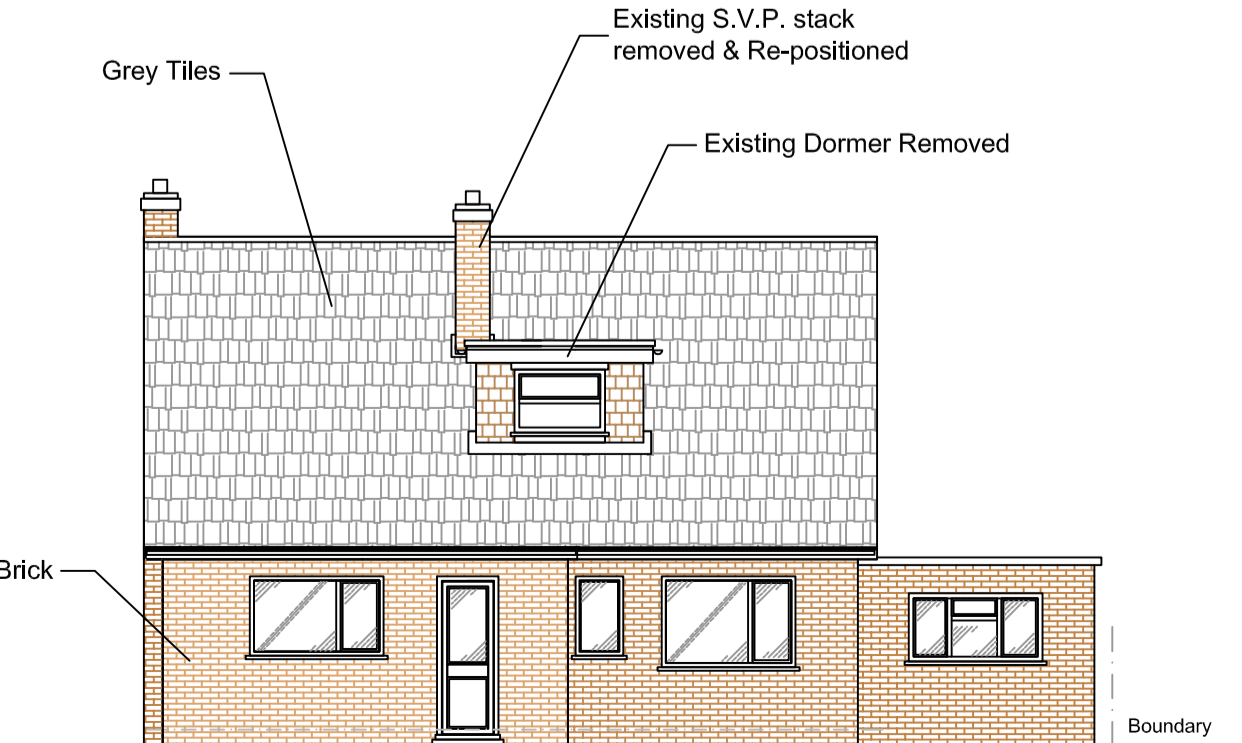 Existing S.V.P. stack
removed & Re-positioned
Grey Tiles
Existing Dormer Removed
Brick
Boundary